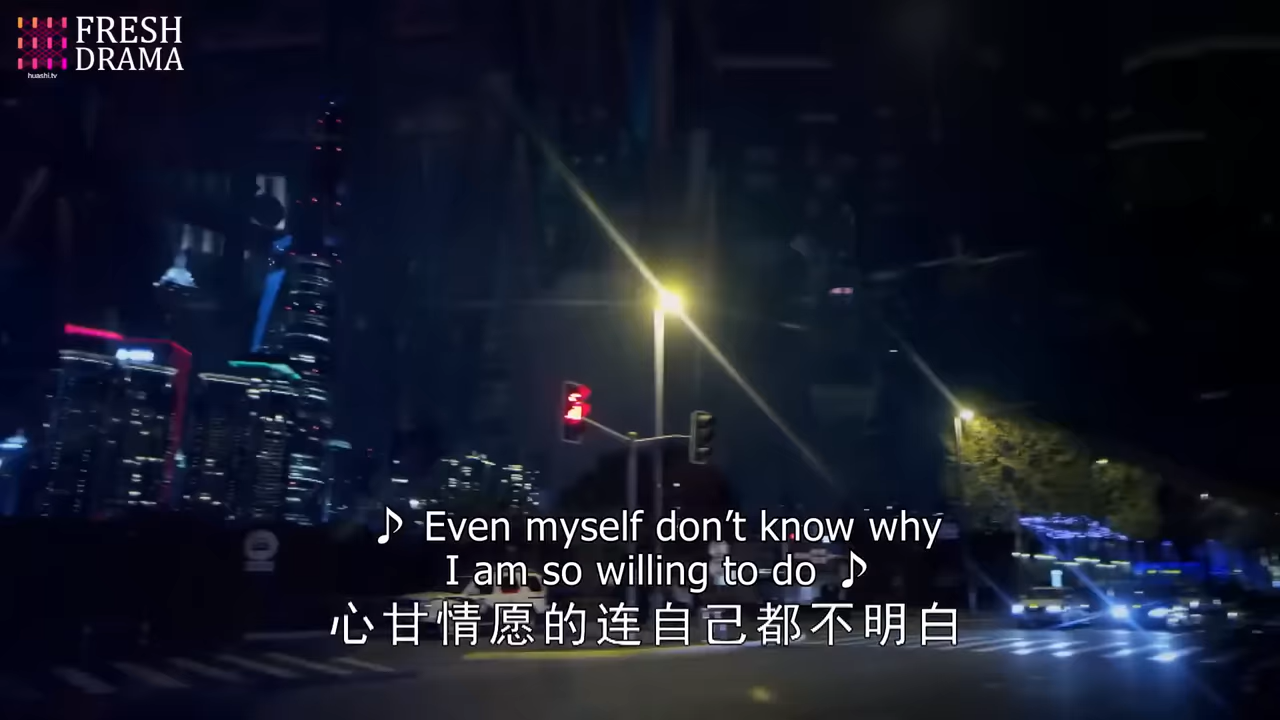 FRESH
DRAMA
huashi.tv
♪ Even myself don't know why
I am so willing to do ♪
心甘情愿的连自己都不明白